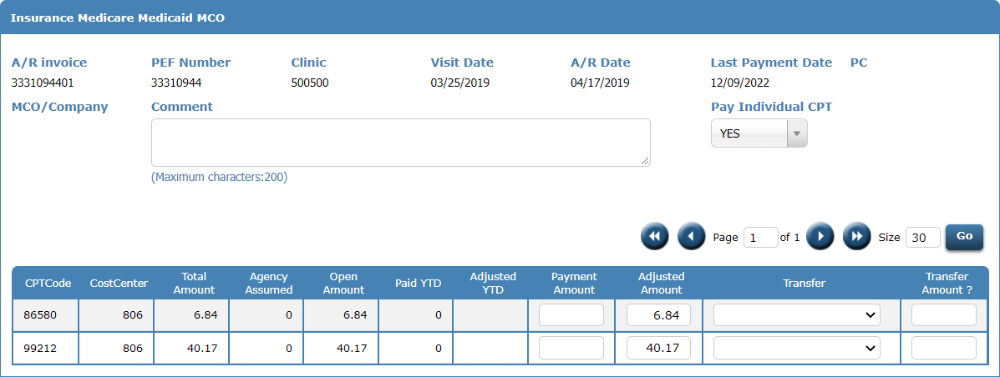 Insurance Medicare Medicaid MCO
A/R invoice PEF Number Clinic Visit Date A/R Date Last Payment Date PC
3331094401 33310944 500500 03/25/2019 04/17/2019 12/09/2022
MCO/Company Comment Pay Individual CPT
YES
(Maximum characters:200)
Page 1 of 1 Size 30 Go
CPTCode CostCenter Total Amount Agency Assumed Open Amount Paid YTD Adjusted YTD Payment Amount Adjusted Amount Transfer Transfer Amount ?
86580 806 6.84 0 6.84 0 6.84
99212 806 40.17 0 40.17 0 40.17